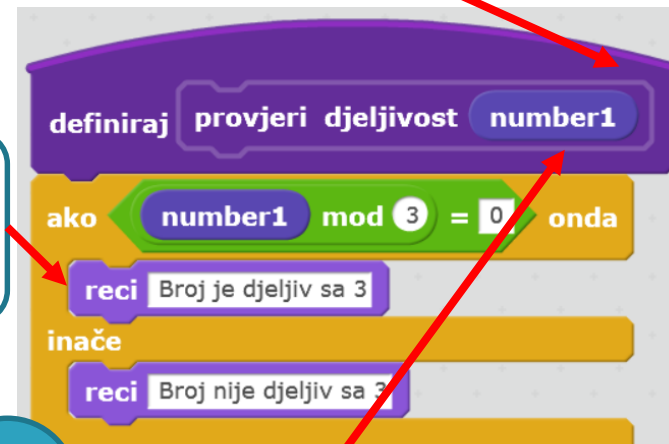 definiraj provjeri djeljivost number1
ako number1 mod 3 = 0 onda
reci Broj je djeljiv sa 3
inače
reci Broj nije djeljiv sa 3